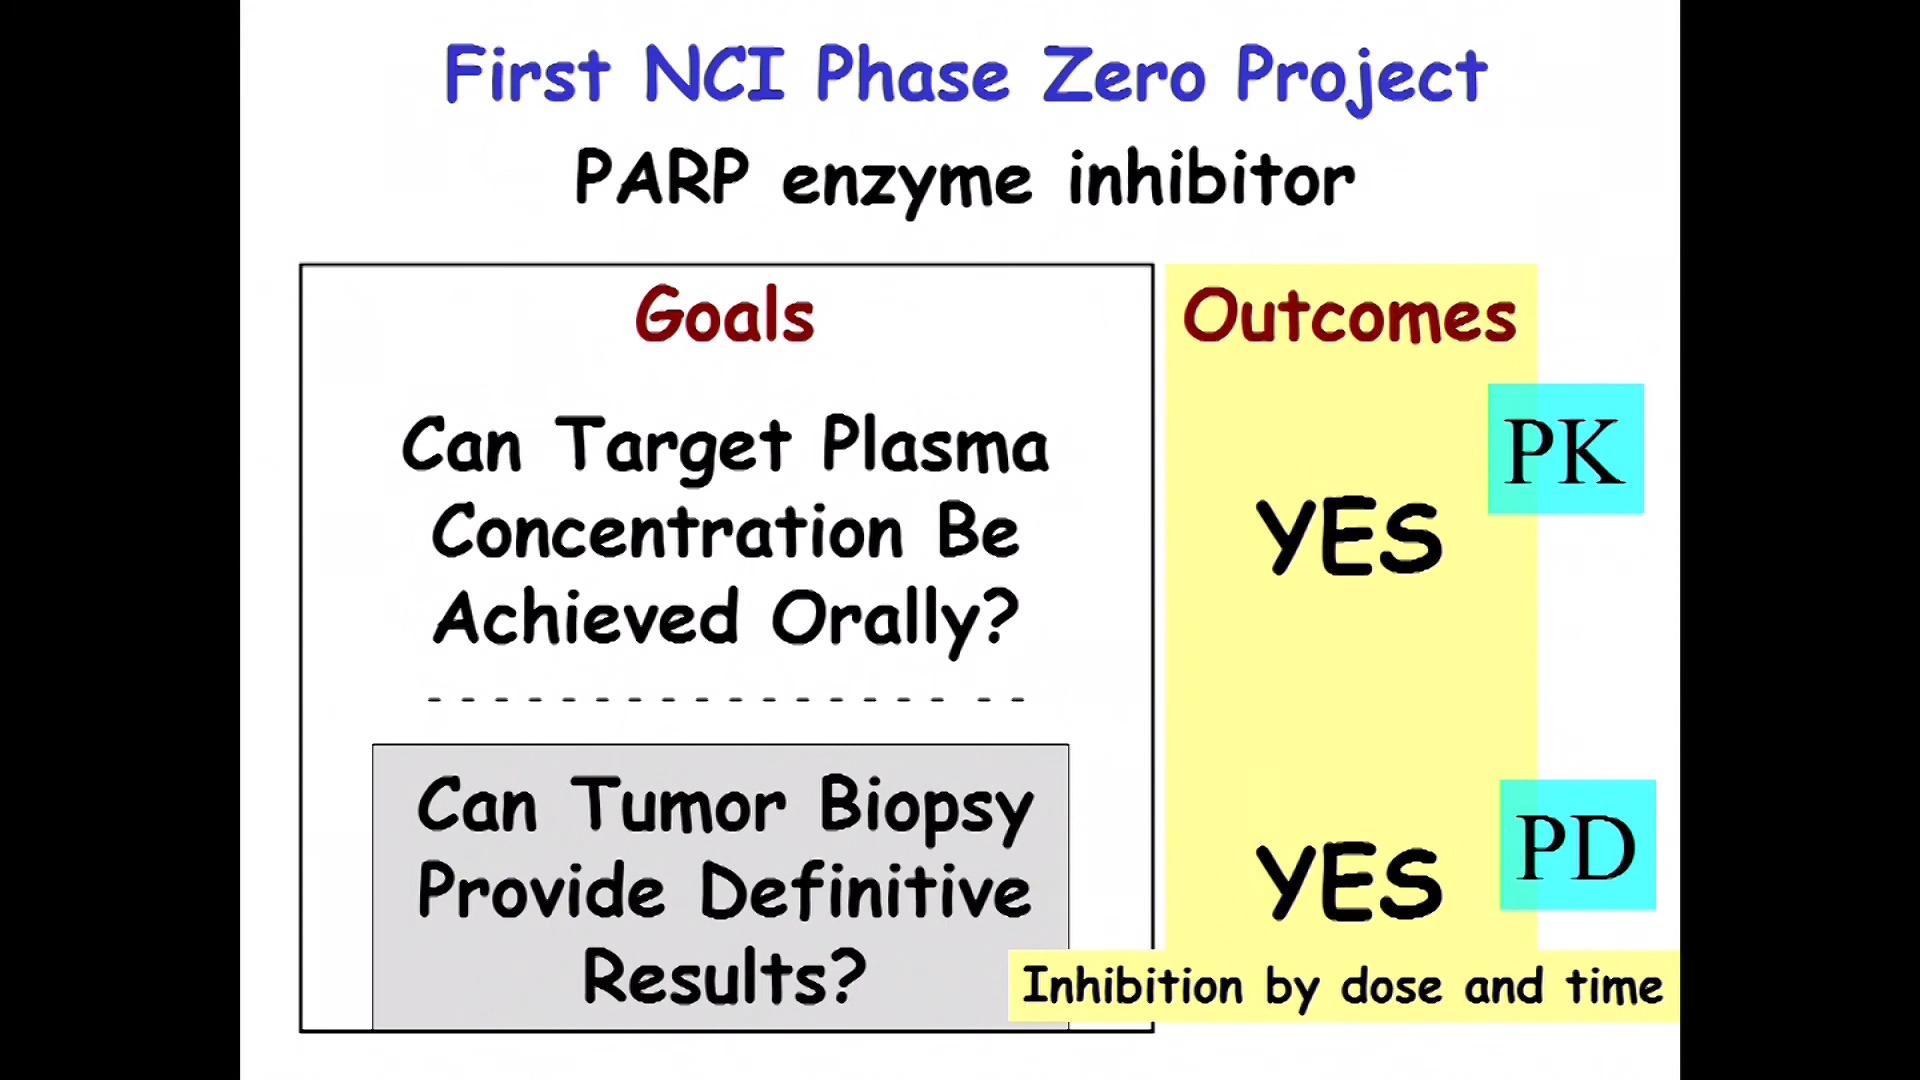 First NCI Phase Zero Project
PARP enzyme inhibitor
Goals
Can Target Plasma
Concentration Be
Achieved Orally?
- - - - - - - - - - - - - - - - - -
Can Tumor Biopsy
Provide Definitive
Results?
Outcomes
PK
YES
PD
YES
Inhibition by dose and time